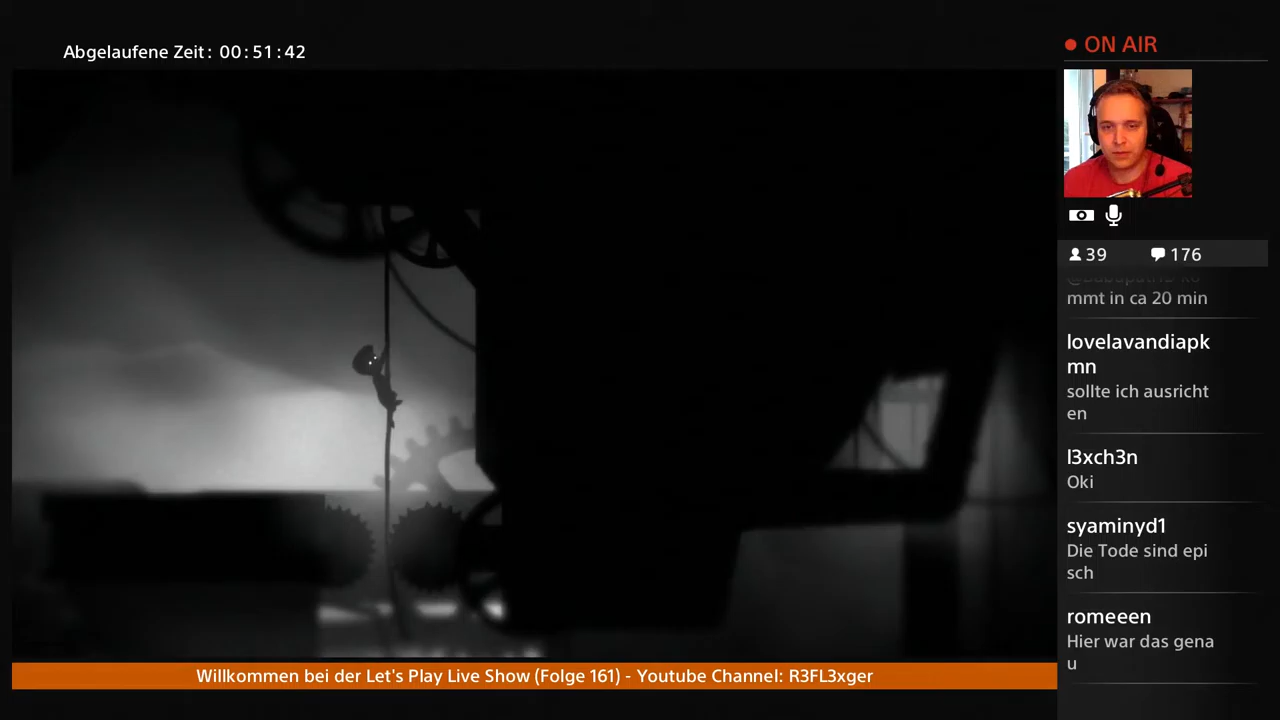 Abgelaufene Zeit: 00:51:42
ON AIR
39 176
mmt in ca 20 min
lovelavandiapk
mn
sollte ich ausricht
en
l3xch3n
Oki
syaminyd1
Die Tode sind epi
sch
romeeen
Hier war das gena
u
Willkommen bei der Let's Play Live Show (Folge 161) - Youtube Channel: R3FL3xger